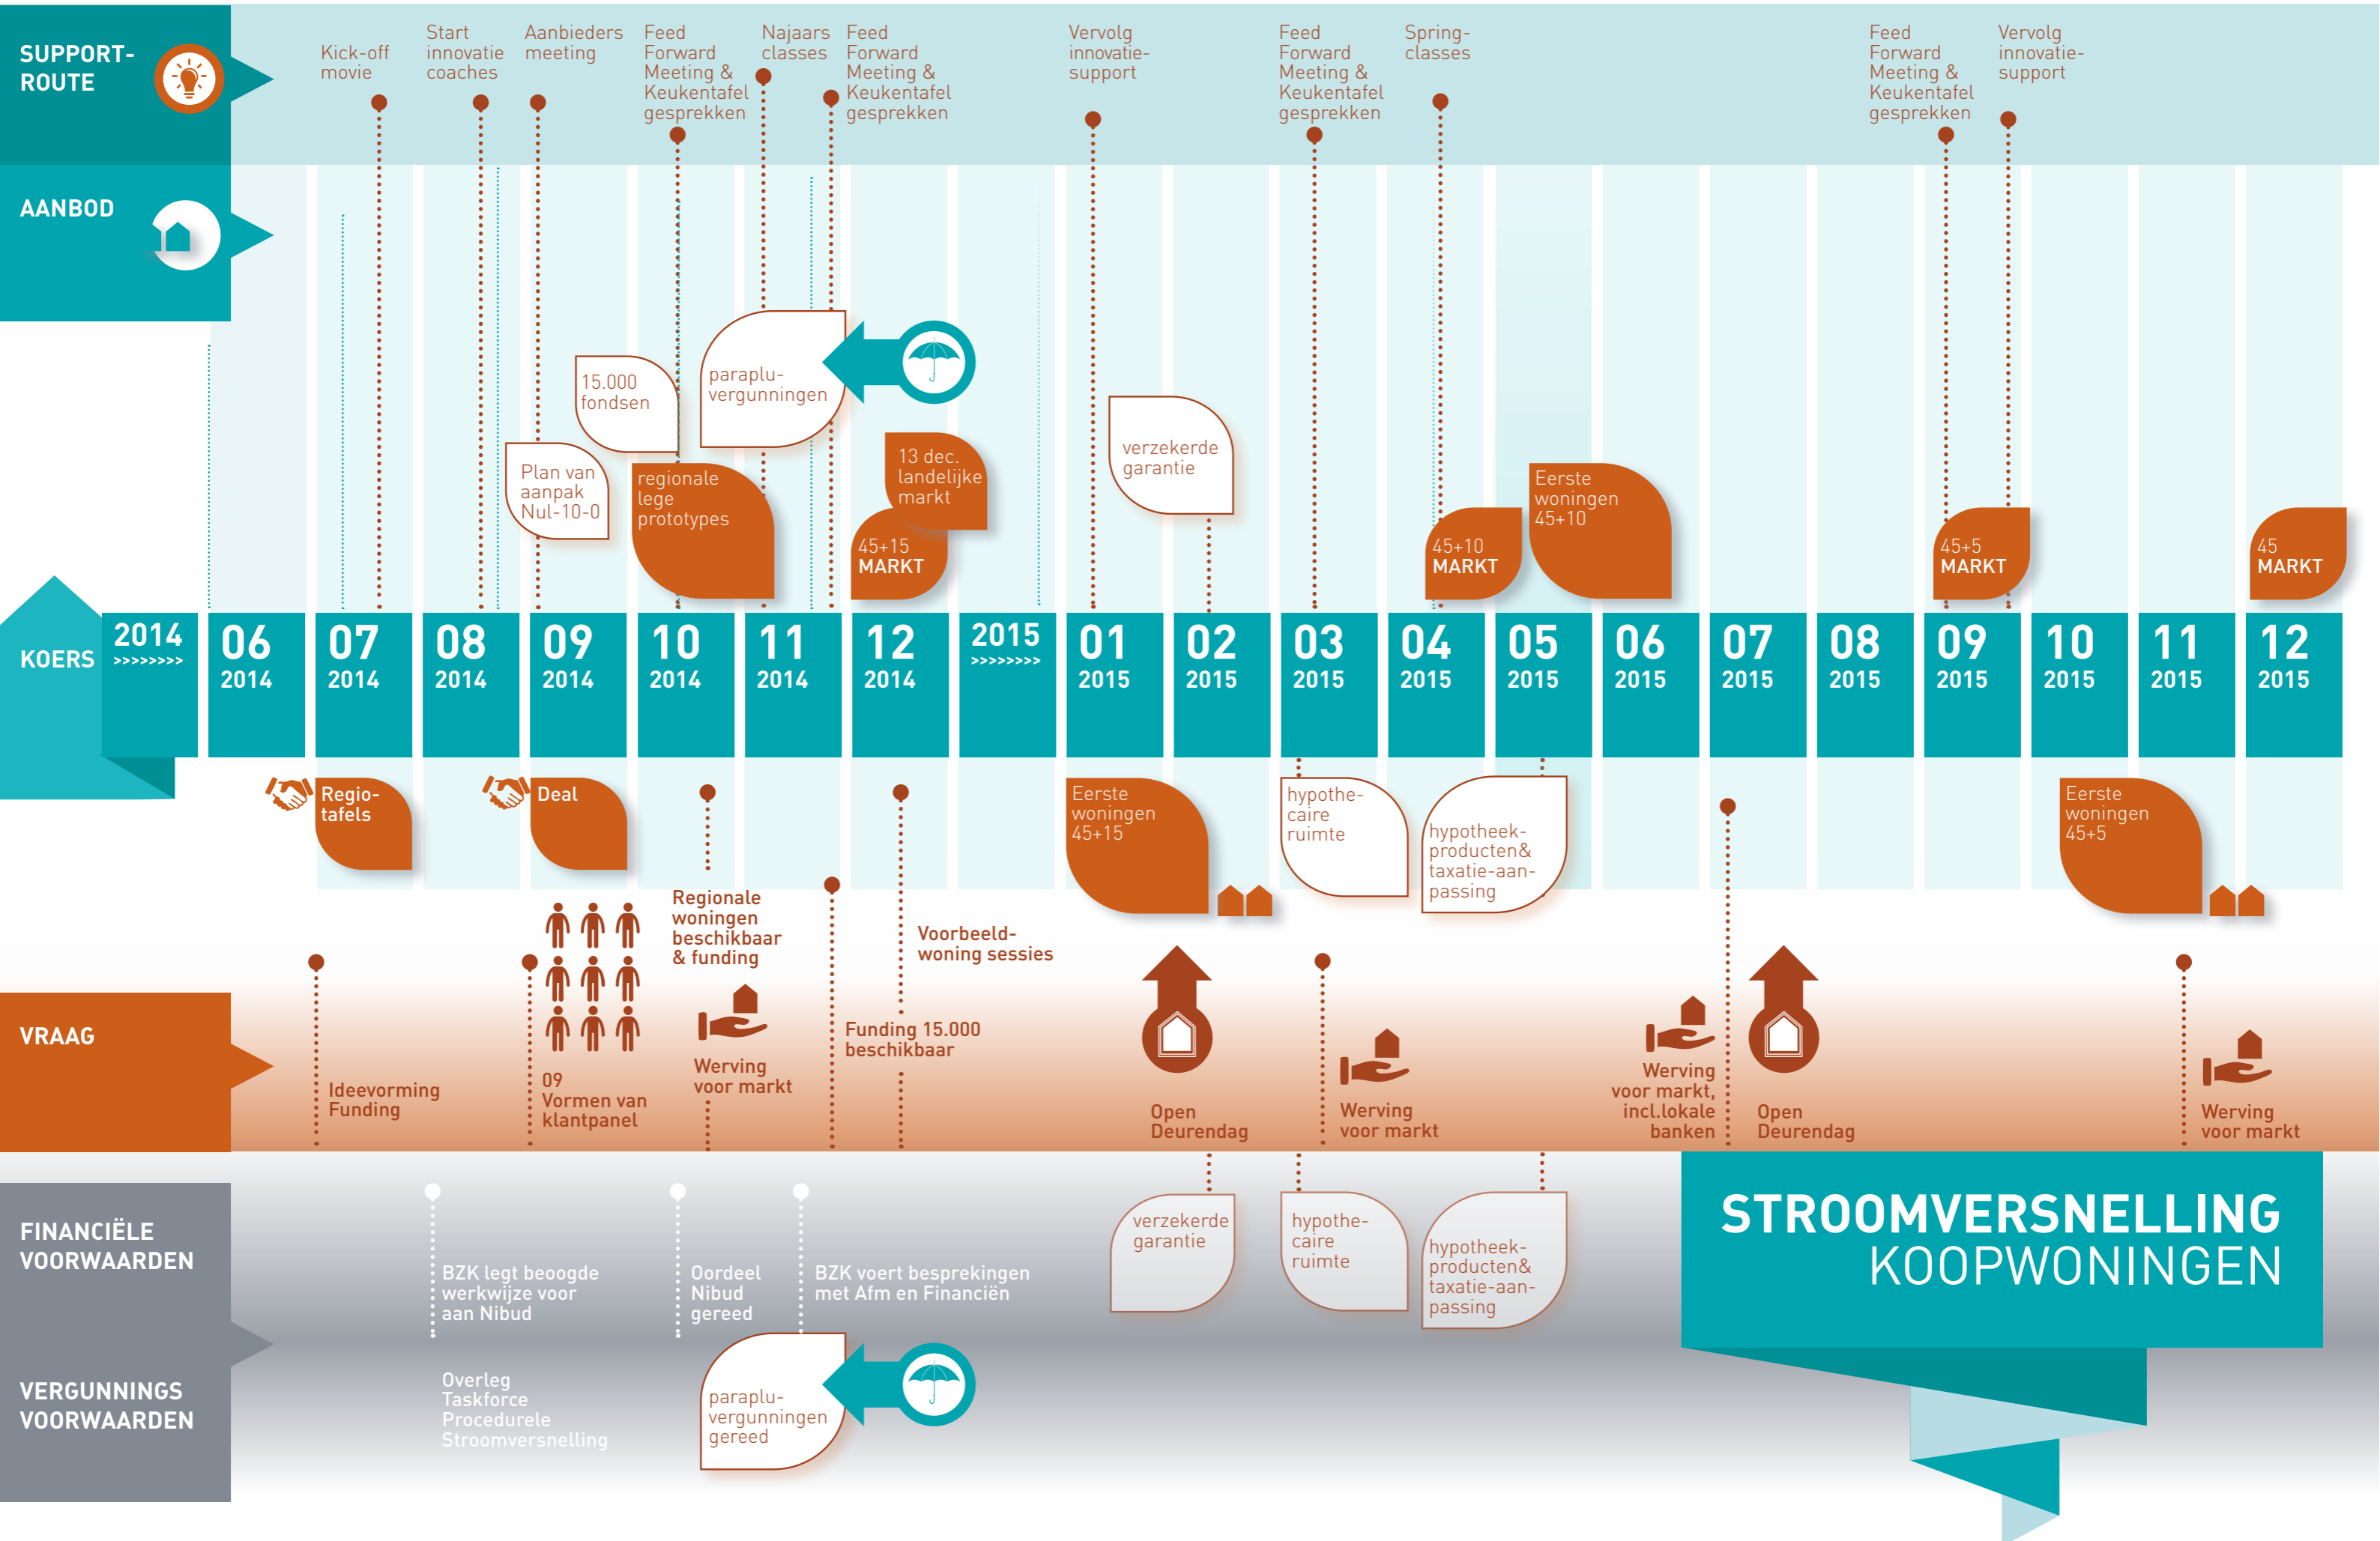 SUPPORT-
ROUTE
Kick-off
movie
Start
innovatie
coaches
Aanbieders
meeting
Feed
Forward
Meeting &
Keukentafel
gesprekken
Najaars
classes
Feed
Forward
Meeting &
Keukentafel
gesprekken
Vervolg
innovatie-
support
Feed
Forward
Meeting &
Keukentafel
gesprekken
Spring-
classes
Feed
Forward
Meeting &
Keukentafel
gesprekken
Vervolg
innovatie-
support
AANBOD
Plan van
aanpak
Nul-10-0
15.000
fondsen
regionale
lege
prototypes
paraplu-
vergunningen
13 dec.
landelijke
markt
45+15
MARKT
verzekerde
garantie
45+10
MARKT
Eerste
woningen
45+10
45+5
MARKT
45
MARKT
KOERS
2014
>>>>>>>>
06
2014
07
2014
08
2014
09
2014
10
2014
11
2014
12
2014
2015
>>>>>>>>
01
2015
02
2015
03
2015
04
2015
05
2015
06
2015
07
2015
08
2015
09
2015
10
2015
11
2015
12
2015
Regio-
tafels
Deal
Eerste
woningen
45+15
hypothe-
caire
ruimte
hypotheek-
producten&
taxatie-aan-
passing
Eerste
woningen
45+5
VRAAG
Ideevorming
Funding
09
Vormen van
klantpanel
Regionale
woningen
beschikbaar
& funding
Werving
voor markt
Funding 15.000
beschikbaar
Voorbeeld-
woning sessies
Open
Deurendag
Werving
voor markt
Werving
voor markt,
incl.lokale
banken
Open
Deurendag
Werving
voor markt
FINANCIËLE
VOORWAARDEN
BZK legt beoogde
werkwijze voor
aan Nibud
Oordeel
Nibud
gereed
BZK voert besprekingen
met Afm en Financiën
verzekerde
garantie
hypothe-
caire
ruimte
hypotheek-
producten&
taxatie-aan-
passing
STROOMVERSNELLING
KOOPWONINGEN
VERGUNNINGS
VOORWAARDEN
Overleg
Taskforce
Procedurele
Stroomversnelling
paraplu-
vergunningen
gereed